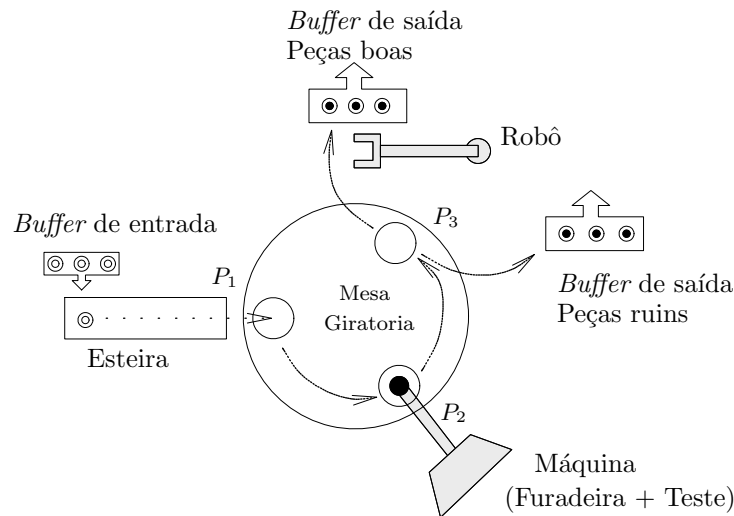 Buffer de saída
Peças boas
Robô
Buffer de entrada
P3
P1
Mesa
Giratoria
Buffer de saída
Peças ruins
Esteira
P2
Máquina
(Furadeira + Teste)